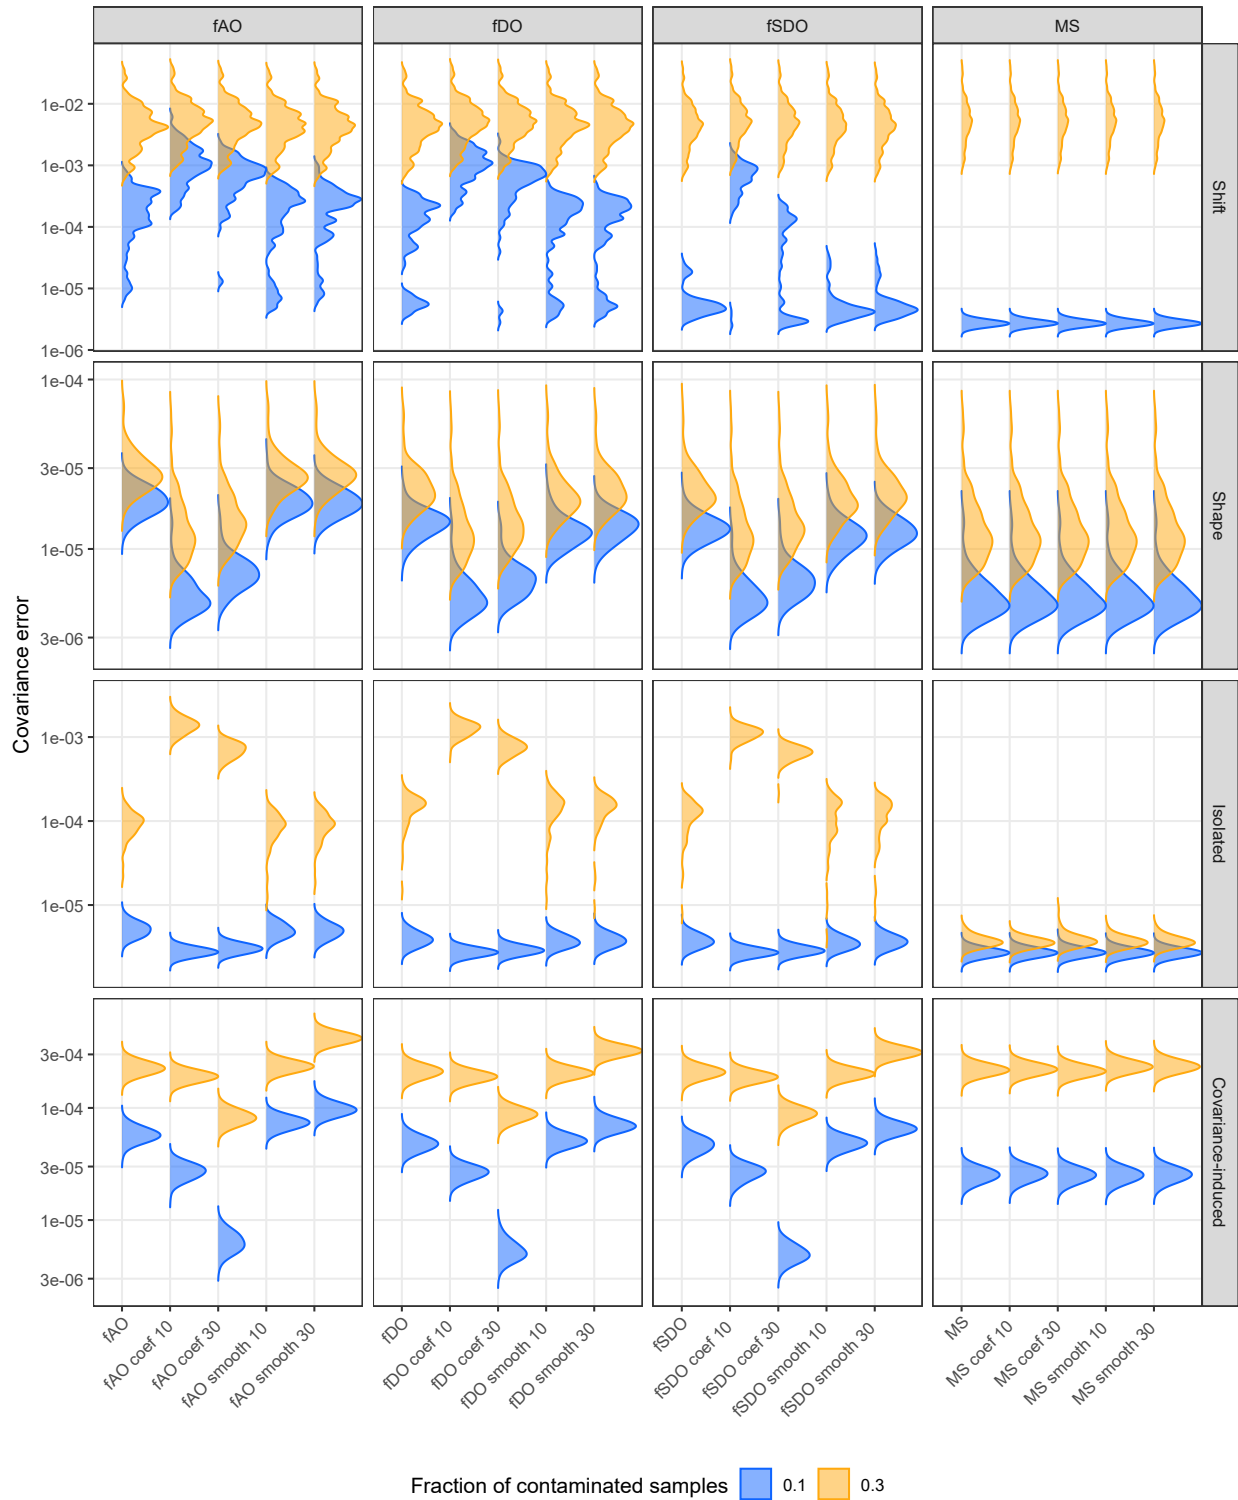 fAO fDO fSDO MS
1e-02
1e-03
1e-04
1e-05
1e-06
Shift
1e-04
3e-05
1e-05
3e-06
Shape
Covariance error
1e-03
1e-04
1e-05
Isolated
3e-04
1e-04
3e-05
1e-05
3e-06
Covariance-induced
fAO
fAO coef 10
fAO coef 30
fAO smooth 10
fAO smooth 30
fDO
fDO coef 10
fDO coef 30
fDO smooth 10
fDO smooth 30
fSDO
fSDO coef 10
fSDO coef 30
fSDO smooth 10
fSDO smooth 30
MS
MS coef 10
MS coef 30
MS smooth 10
MS smooth 30
Fraction of contaminated samples 0.1 0.3